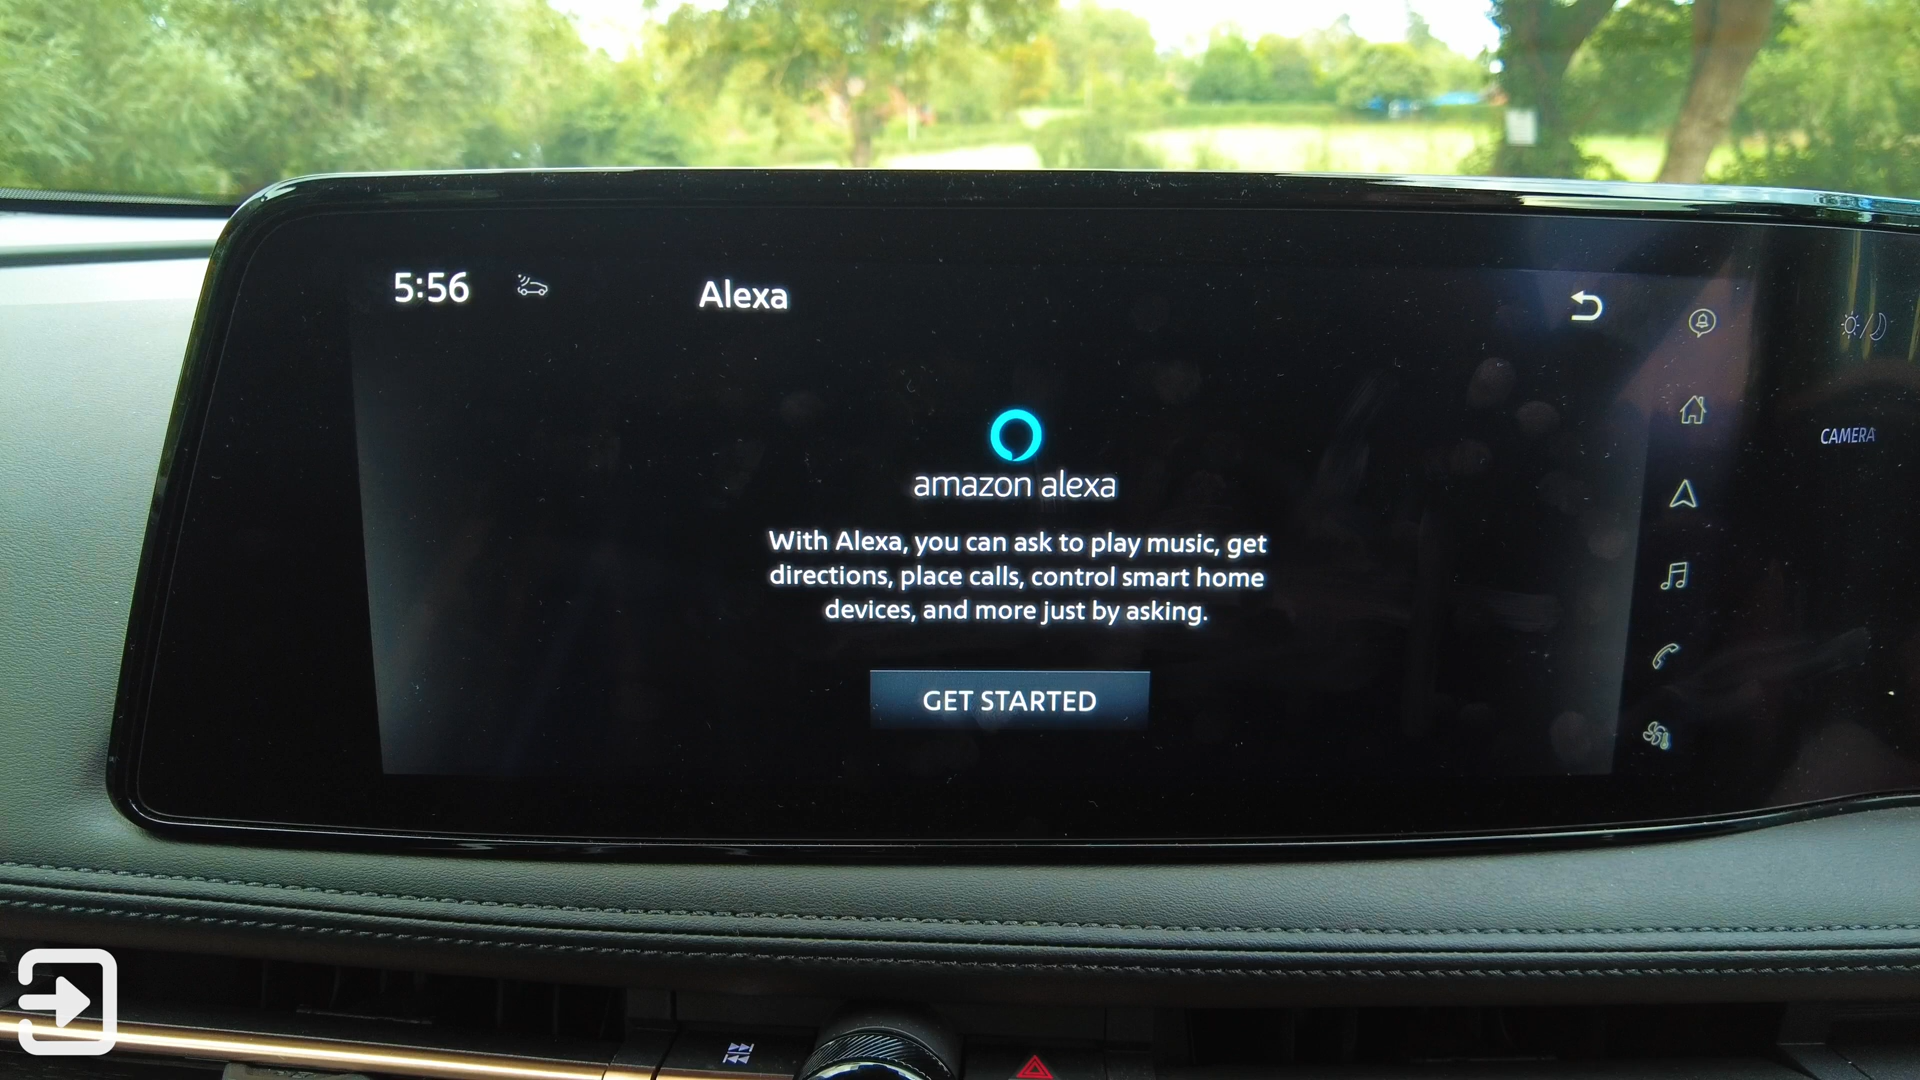 5:56
Alexa
CAMERA
amazon alexa
With Alexa, you can ask to play music, get
directions, place calls, control smart home
devices, and more just by asking.
GET STARTED